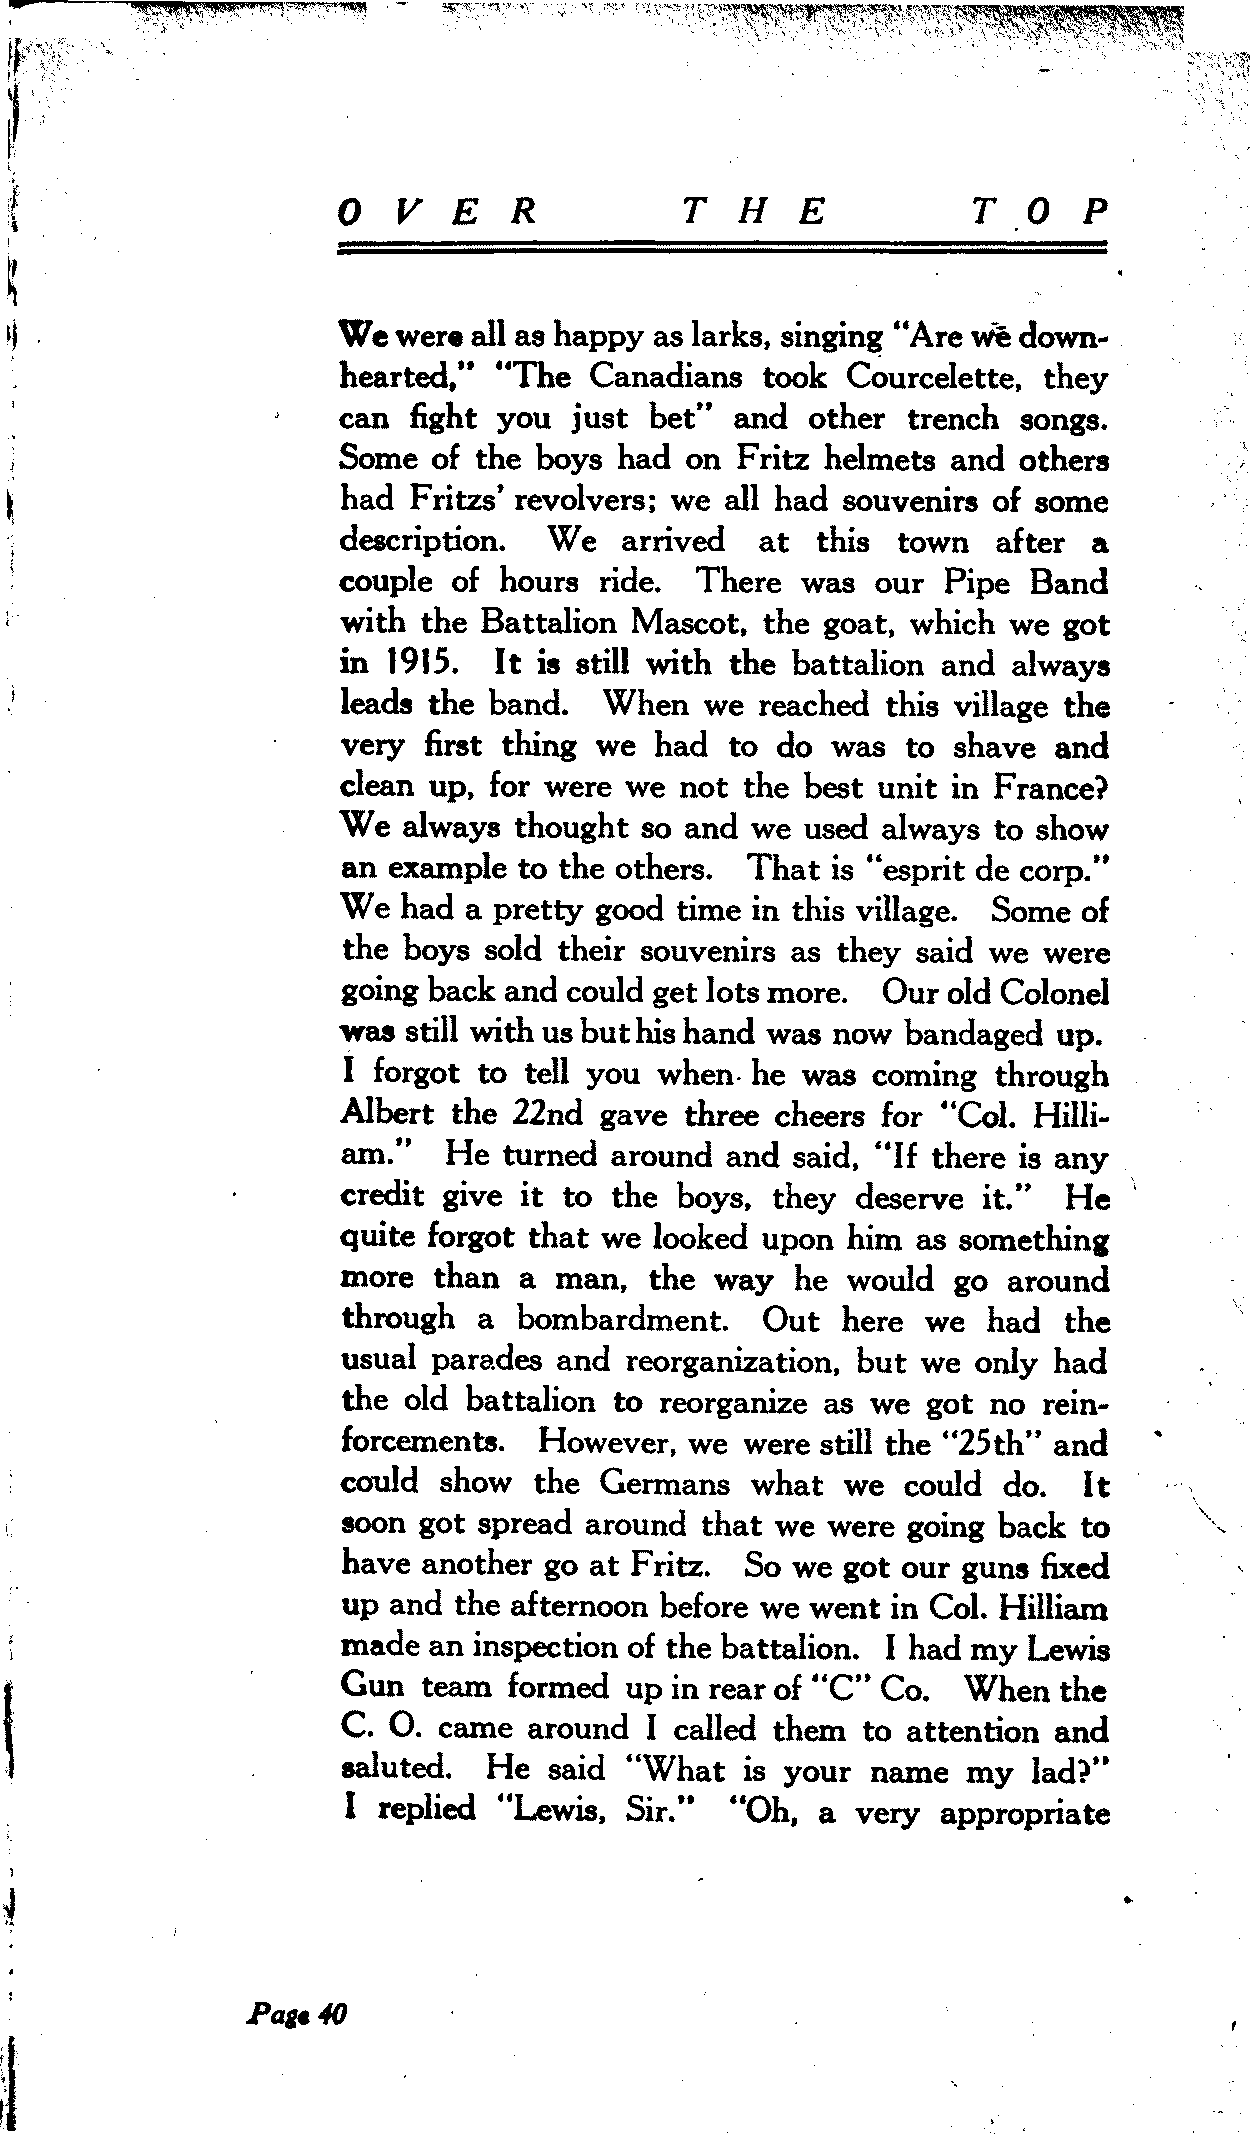 OVER THE TOP
We were all as happy as larks, singing "Are we down-
hearted," "The Canadians took Courcelette, they
can fight you just bet" and other trench songs.
Some of the boys had on Fritz helmets and others
had Fritzs' revolvers; we all had souvenirs of some
description. We arrived at this town after a
couple of hours ride. There was our Pipe Band
with the Battalion Mascot, the goat, which we got
in 1915. It is still with the battalion and always
leads the band. When we reached this village the
very first thing we had to do was to shave and
clean up, for were we not the best unit in France?
We always thought so and we used always to show
an example to the others. That is "esprit de corp."
We had a pretty good time in this village. Some of
the boys sold their souvenirs as they said we were
going back and could get lots more. Our old Colonel
was still with us but his hand was now bandaged up.
I forgot to tell you when he was coming through
Albert the 22nd gave three cheers for "Col. Hilli-
am." He turned around and said, "If there is any
credit give it to the boys, they deserve it." He
quite forgot that we looked upon him as something
more than a man, the way he would go around
through a bombardment. Out here we had the
usual parades and reorganization, but we only had
the old battalion to reorganize as we got no rein-
forcements. However, we were still the "25th" and
could show the Germans what we could do. It
soon got spread around that we were going back to
have another go at Fritz. So we got our guns fixed
up and the afternoon before we went in Col. Hilliam
made an inspection of the battalion. I had my Lewis
Gun team formed up in rear of "C" Co. When the
C. O. came around I called them to attention and
saluted. He said "What is your name my lad?"
I replied "Lewis, Sir." "Oh, a very appropriate
Page 40